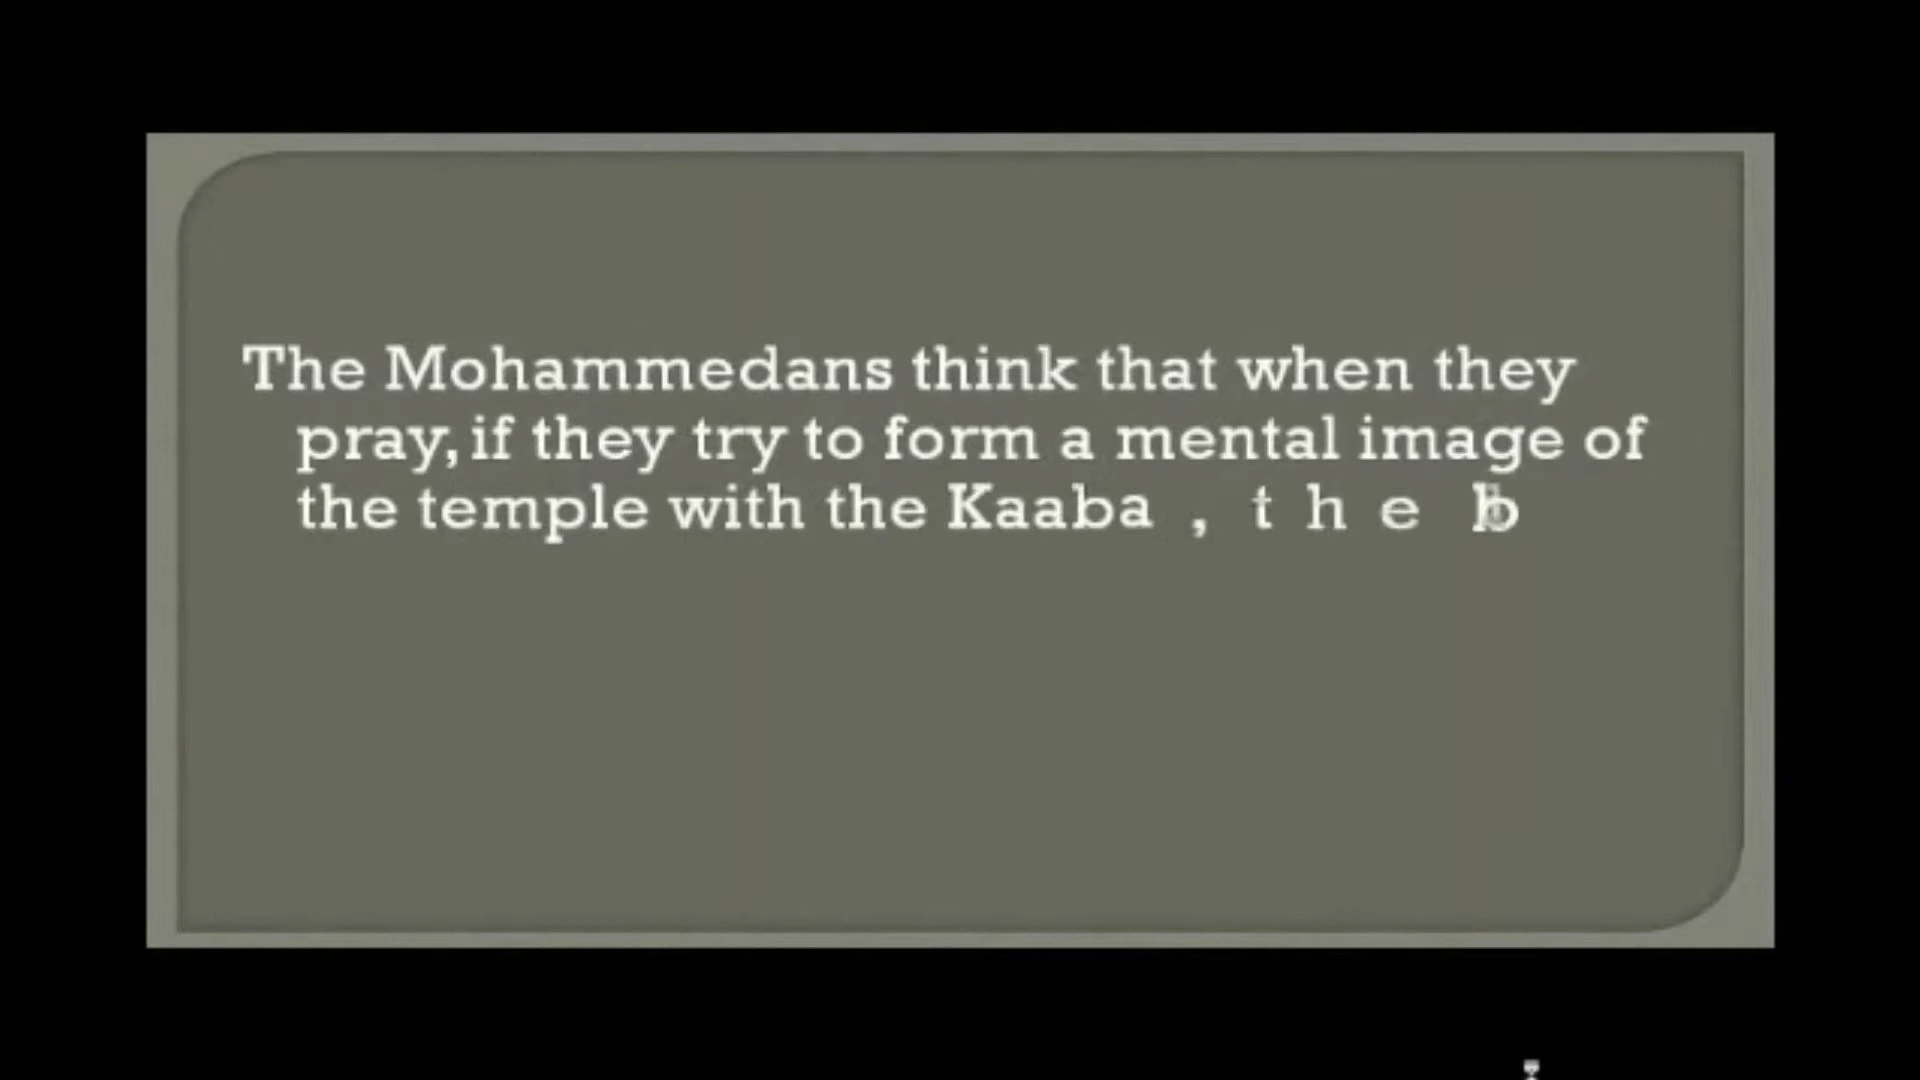 The Mohammedans think that when they
pray, if they try to form a mental image of
the temple with the Kaaba , the